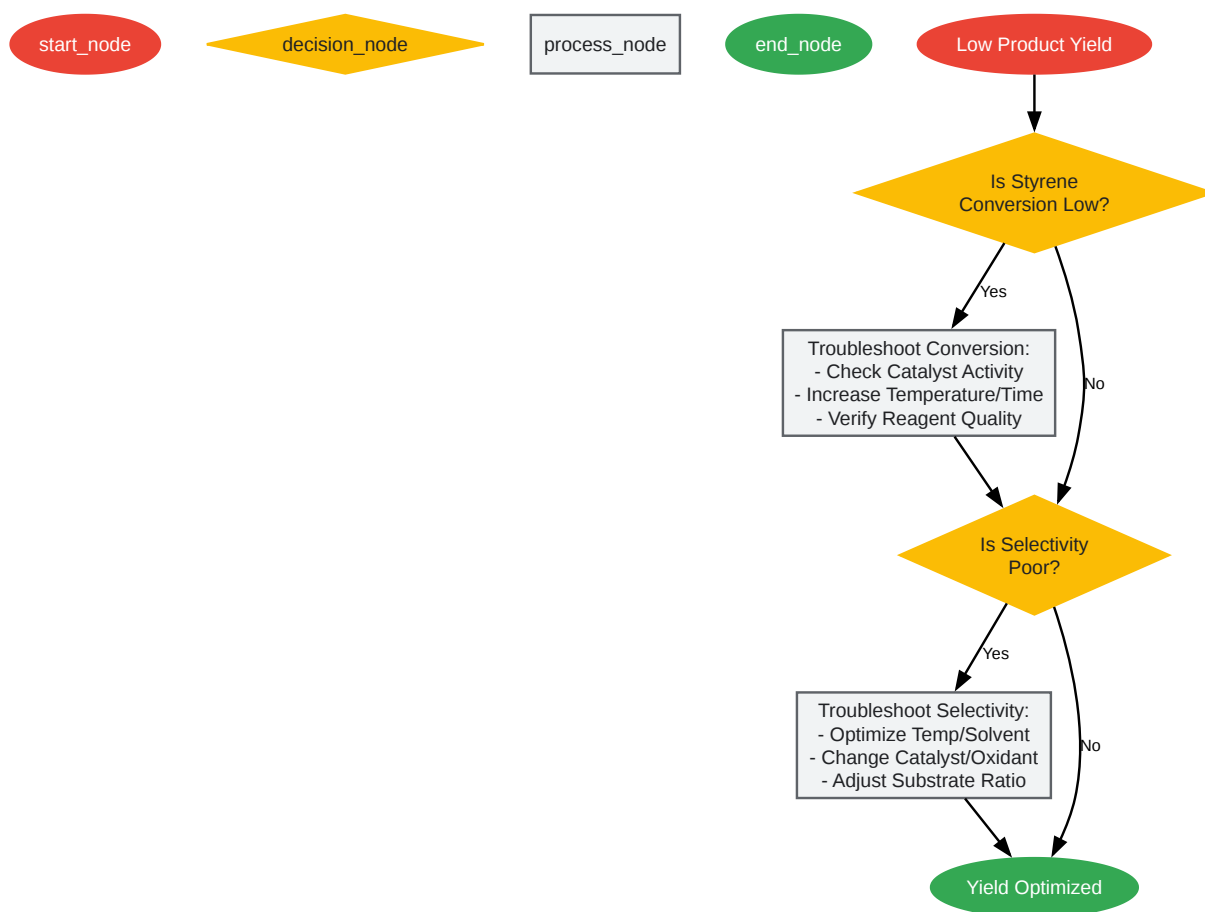 start_node
decision_node
process_node
end_node
Low Product Yield
Is Styrene
Conversion Low?
Yes
Troubleshoot Conversion:
- Check Catalyst Activity
- Increase Temperature/Time
- Verify Reagent Quality
No
Is Selectivity
Poor?
Yes
Troubleshoot Selectivity:
- Optimize Temp/Solvent
- Change Catalyst/Oxidant
- Adjust Substrate Ratio
No
Yield Optimized